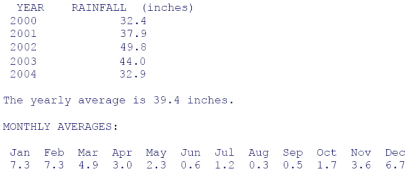 YEAR RAINFALL (inches)
2000 32.4
2001 37.9
2002 49.8
2003 44.0
2004 32.9
The yearly average is 39.4 inches.
MONTHLY AVERAGES:
Jan Feb Mar Apr May Jun Jul Aug Sep Oct Nov Dec
7.3 7.3 4.9 3.0 2.3 0.6 1.2 0.3 0.5 1.7 3.6 6.7